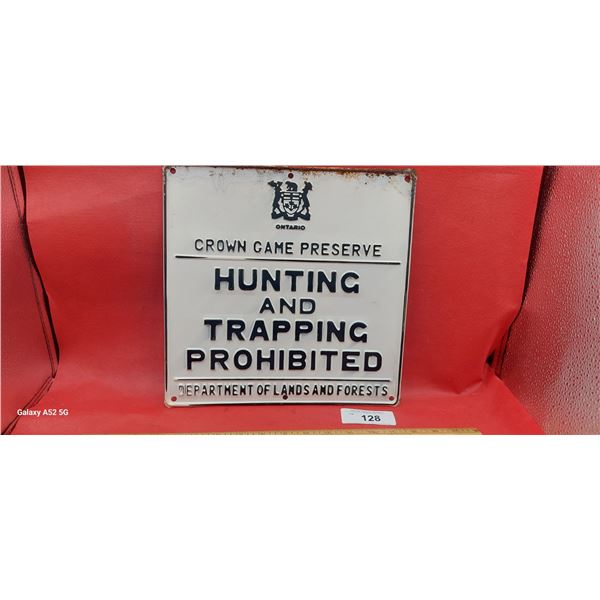 ONTARIO
CROWN GAME PRESERVE
HUNTING
AND
TRAPPING
PROHIBITED
DEPARTMENT OF LANDS AND FORESTS
128
Galaxy A52 5G